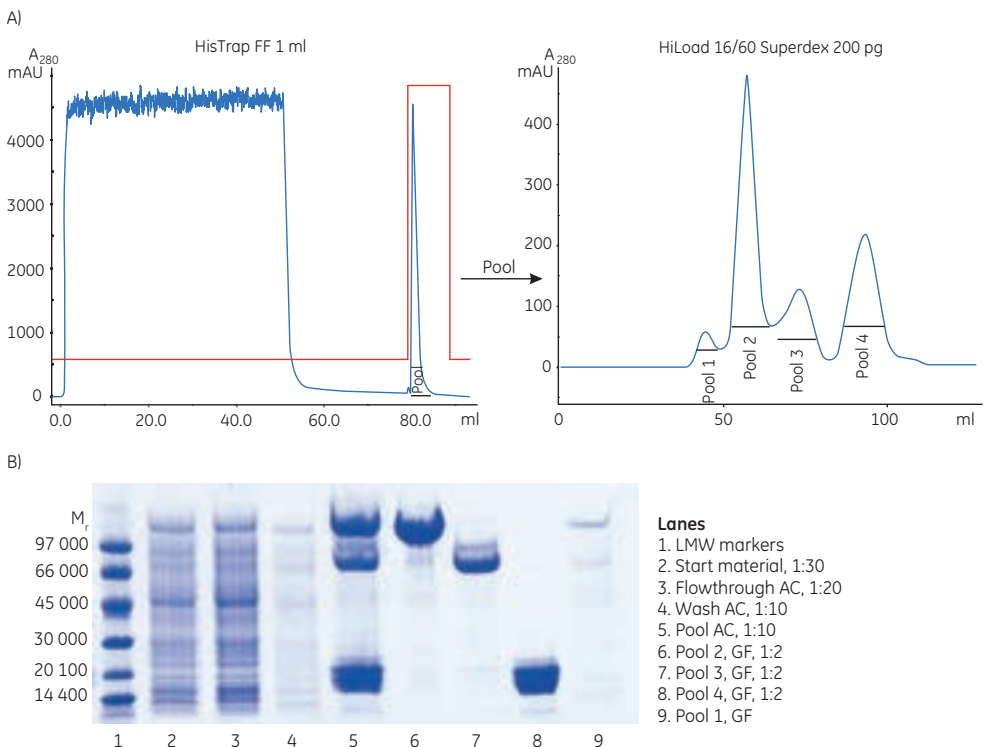 A)
HisTrap FF 1 ml
A280
mAU
4000
3000
2000
1000
0
0.0
20.0
40.0
60.0
80.0
ml
Pool
Pool
HiLoad 16/60 Superdex 200 pg
A280
mAU
400
300
200
100
0
0
50
100
ml
Pool 1
Pool 2
Pool 3
Pool 4
B)
Mr
97 000
66 000
45 000
30 000
20 100
14 400
1 2 3 4 5 6 7 8 9
Lanes
1. LMW markers
2. Start material, 1:30
3. Flowthrough AC, 1:20
4. Wash AC, 1:10
5. Pool AC, 1:10
6. Pool 2, GF, 1:2
7. Pool 3, GF, 1:2
8. Pool 4, GF, 1:2
9. Pool 1, GF